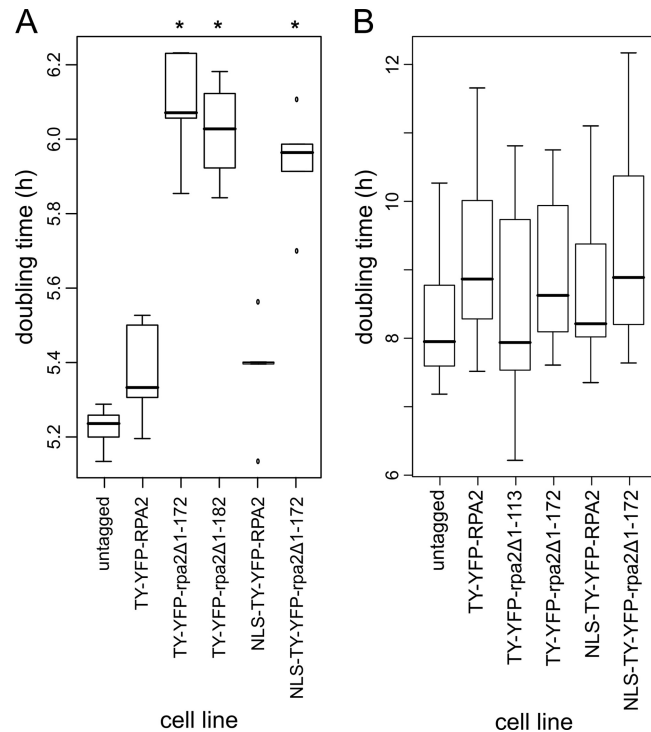 A
* * *
6.2
6.0
5.8
5.6
5.4
5.2
doubling time (h)
untagged
TY-YFP-RPA2
TY-YFP-rpa2Δ1-172
TY-YFP-rpa2Δ1-182
NLS-TY-YFP-RPA2
NLS-TY-YFP-rpa2Δ1-172
cell line
B
12
10
8
6
doubling time (h)
untagged
TY-YFP-RPA2
TY-YFP-rpa2Δ1-113
TY-YFP-rpa2Δ1-172
NLS-TY-YFP-RPA2
NLS-TY-YFP-rpa2Δ1-172
cell line